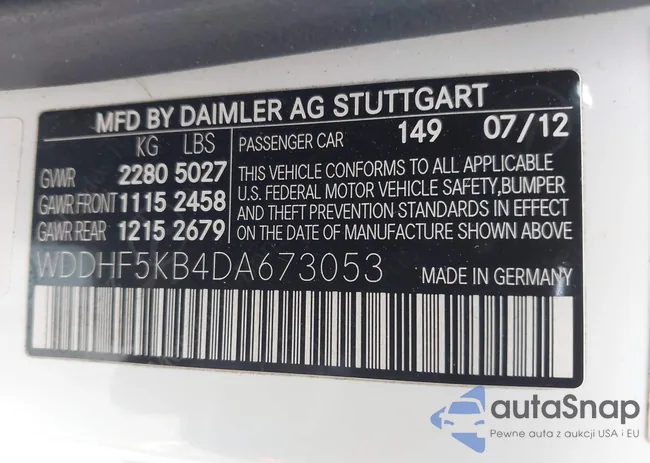 MFD BY DAIMLER AG STUTTGART
KG LBS
GVWR 2280 5027
GAWR FRONT 1115 2458
GAWR REAR 1215 2679
PASSENGER CAR 149 07/12
THIS VEHICLE CONFORMS TO ALL APPLICABLE
U.S. FEDERAL MOTOR VEHICLE SAFETY,BUMPER
AND THEFT PREVENTION STANDARDS IN EFFECT
ON THE DATE OF MANUFACTURE SHOWN ABOVE
WDDHF5KB4DA673053
MADE IN GERMANY
autaSnap
Pewne auta z aukcji USA i EU